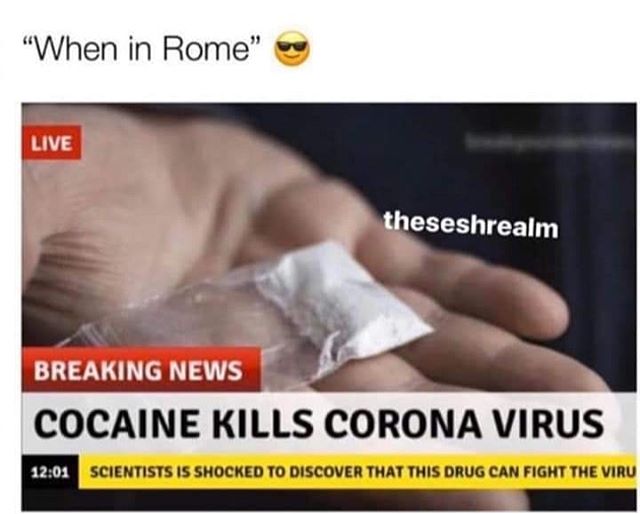 “When in Rome” 😎
LIVE
theseshrealm
BREAKING NEWS
COCAINE KILLS CORONA VIRUS
12:01 SCIENTISTS IS SHOCKED TO DISCOVER THAT THIS DRUG CAN FIGHT THE VIRU